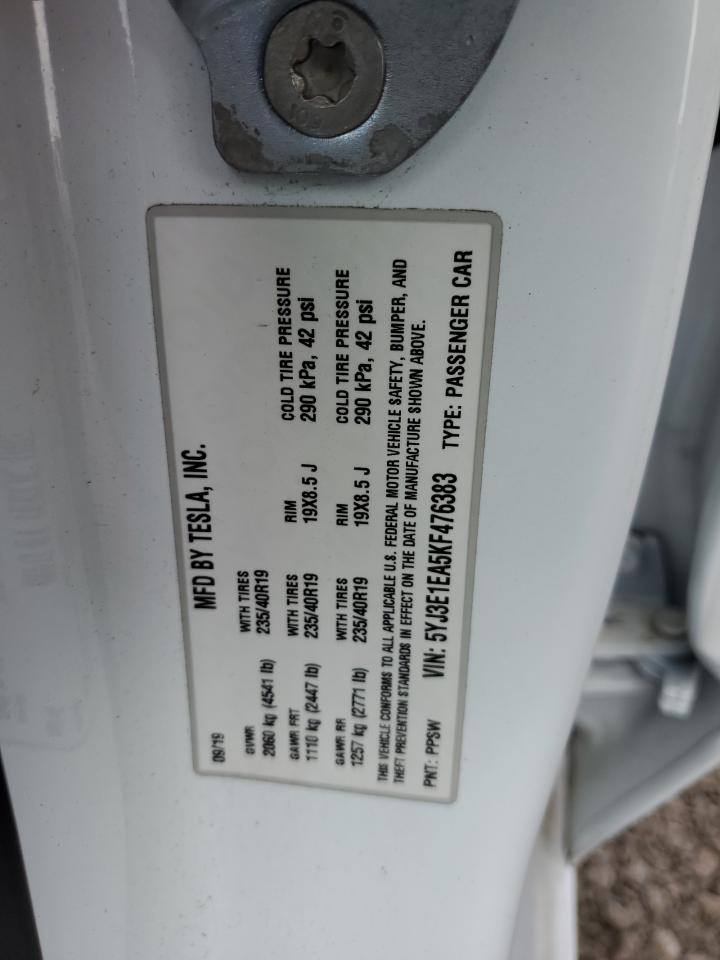 MFD BY TESLA, INC.
09/19
GVWR WITH TIRES
2060 kg (4541 lb) 235/40R19
GAWR FRT WITH TIRES RIM COLD TIRE PRESSURE
1110 kg (2447 lb) 235/40R19 19X8.5 J 290 kPa, 42 psi
GAWR RR WITH TIRES RIM COLD TIRE PRESSURE
1257 kg (2771 lb) 235/40R19 19X8.5 J 290 kPa, 42 psi
THIS VEHICLE CONFORMS TO ALL APPLICABLE U.S. FEDERAL MOTOR VEHICLE SAFETY, BUMPER, AND
THEFT PREVENTION STANDARDS IN EFFECT ON THE DATE OF MANUFACTURE SHOWN ABOVE.
PNT: PPSW VIN: 5YJ3E1EA5KF476383 TYPE: PASSENGER CAR